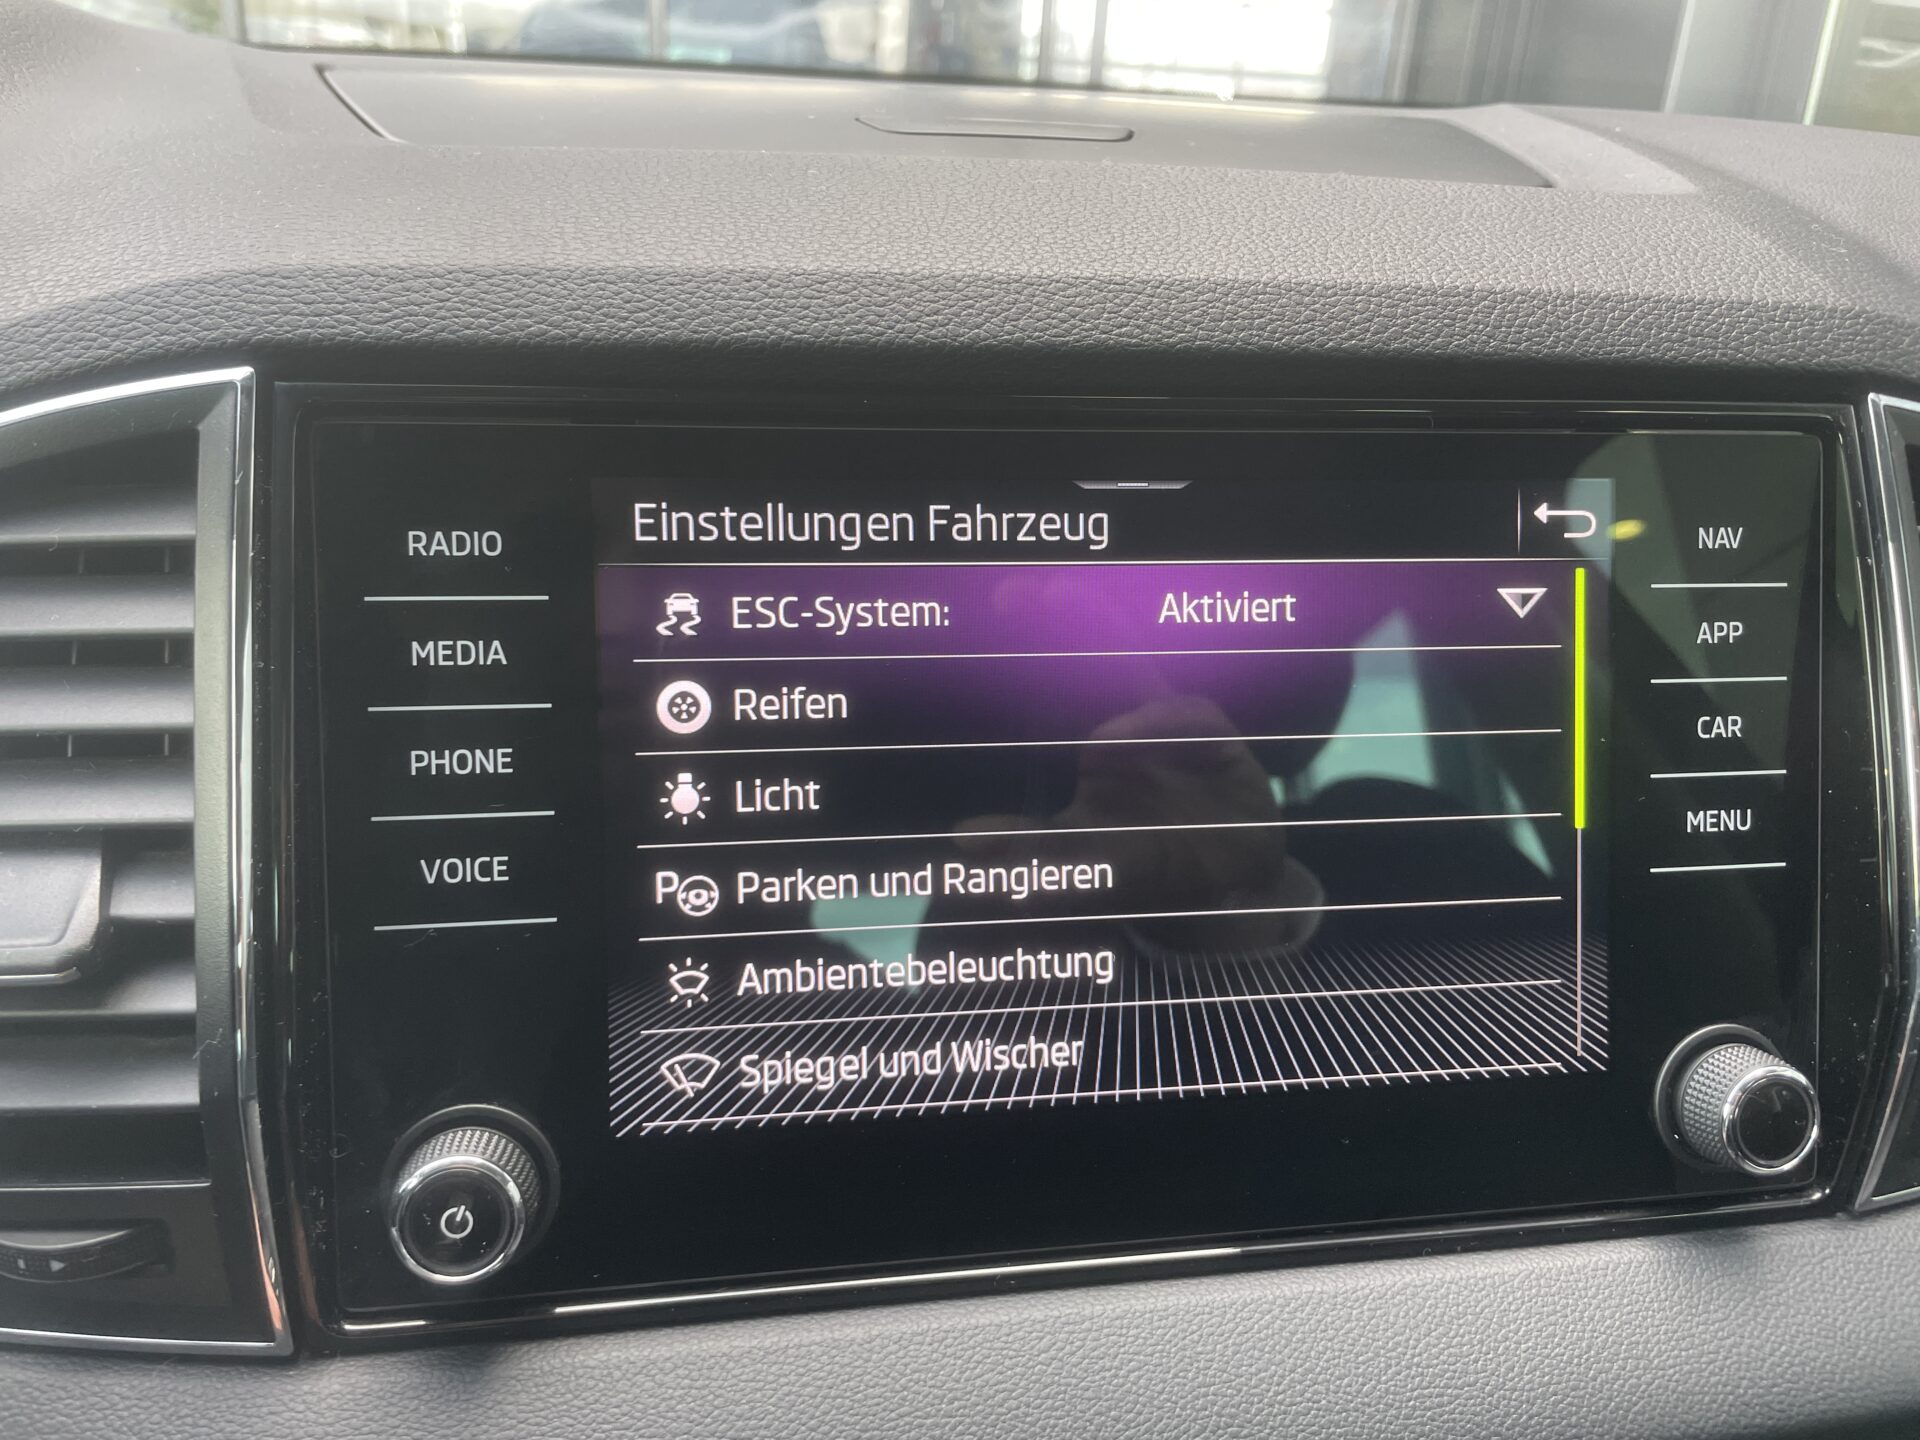 RADIO
MEDIA
PHONE
VOICE
Einstellungen Fahrzeug
ESC-System: Aktiviert
Reifen
Licht
P Parken und Rangieren
Ambientebeleuchtung
Spiegel und Wischer
NAV
APP
CAR
MENU